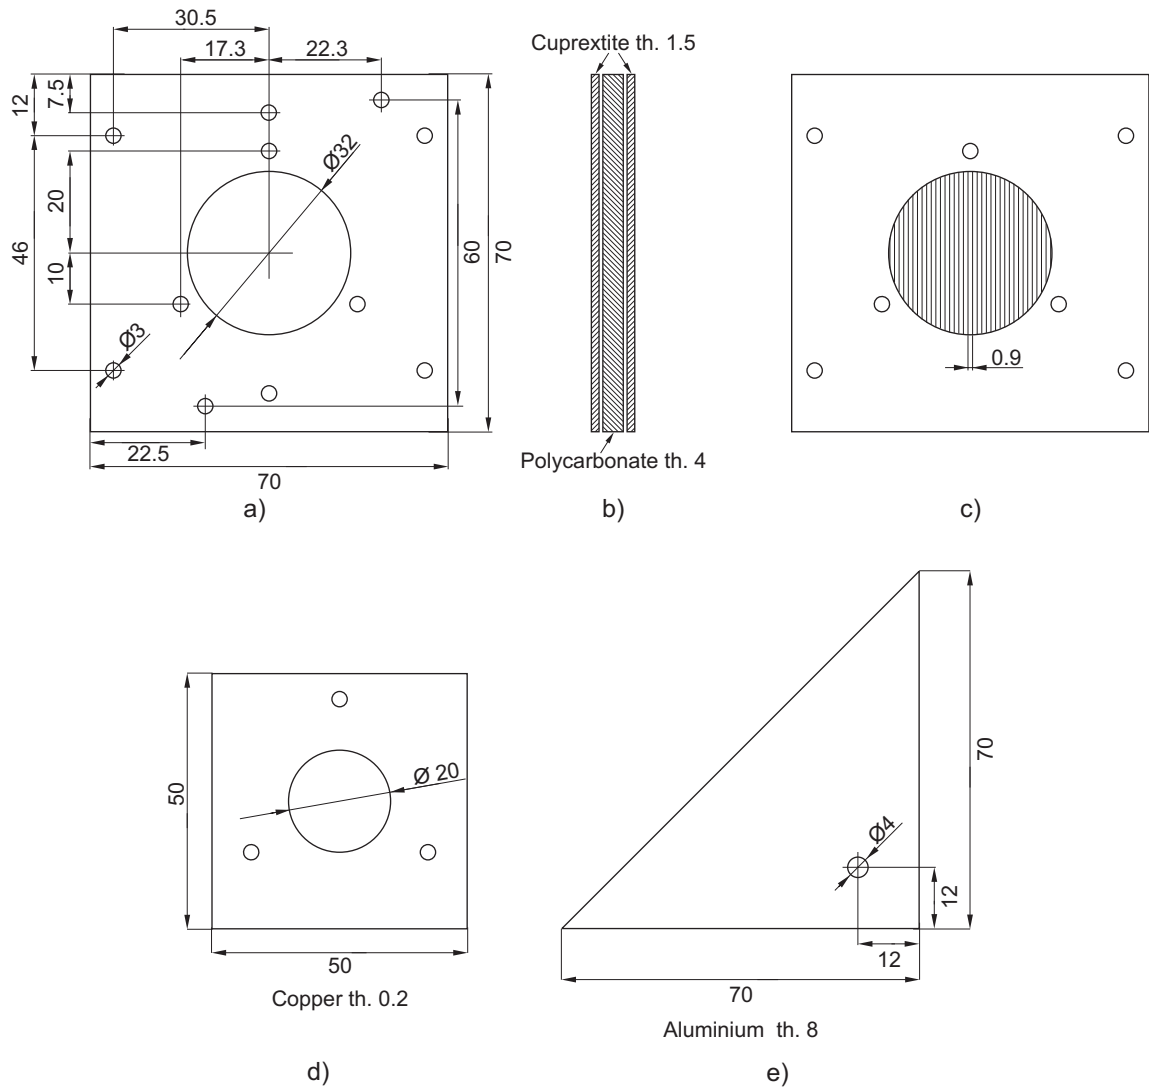 30.5
17.3
22.3
12
7.5
Ø32
20
46
10
60
70
Ø3
22.5
70
a)
Cuprextite th. 1.5
Polycarbonate th. 4
b)
0.9
c)
50
Ø 20
50
Copper th. 0.2
d)
Ø4
70
12
12
70
Aluminium th. 8
e)